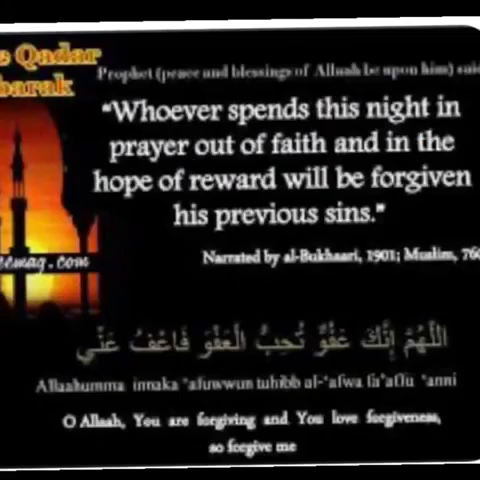 e Qadar
barak
Prophet (peace and blessings of Allaah be upon him) said
"Whoever spends this night in
prayer out of faith and in the
hope of reward will be forgiven
his previous sins."
Narrated by al-Bukhaari, 1901; Muslim, 760
emag.com
اللَّهُمَّ إِنَّكَ عَفُوٌّ تُحِبُّ الْعَفْوَ فَاعْفُ عَنِّي
Allaahumma innaka 'afuwwun tuhibb al-'afwa fa'affu 'anni
O Allaah, You are forgiving and You love forgiveness,
so forgive me